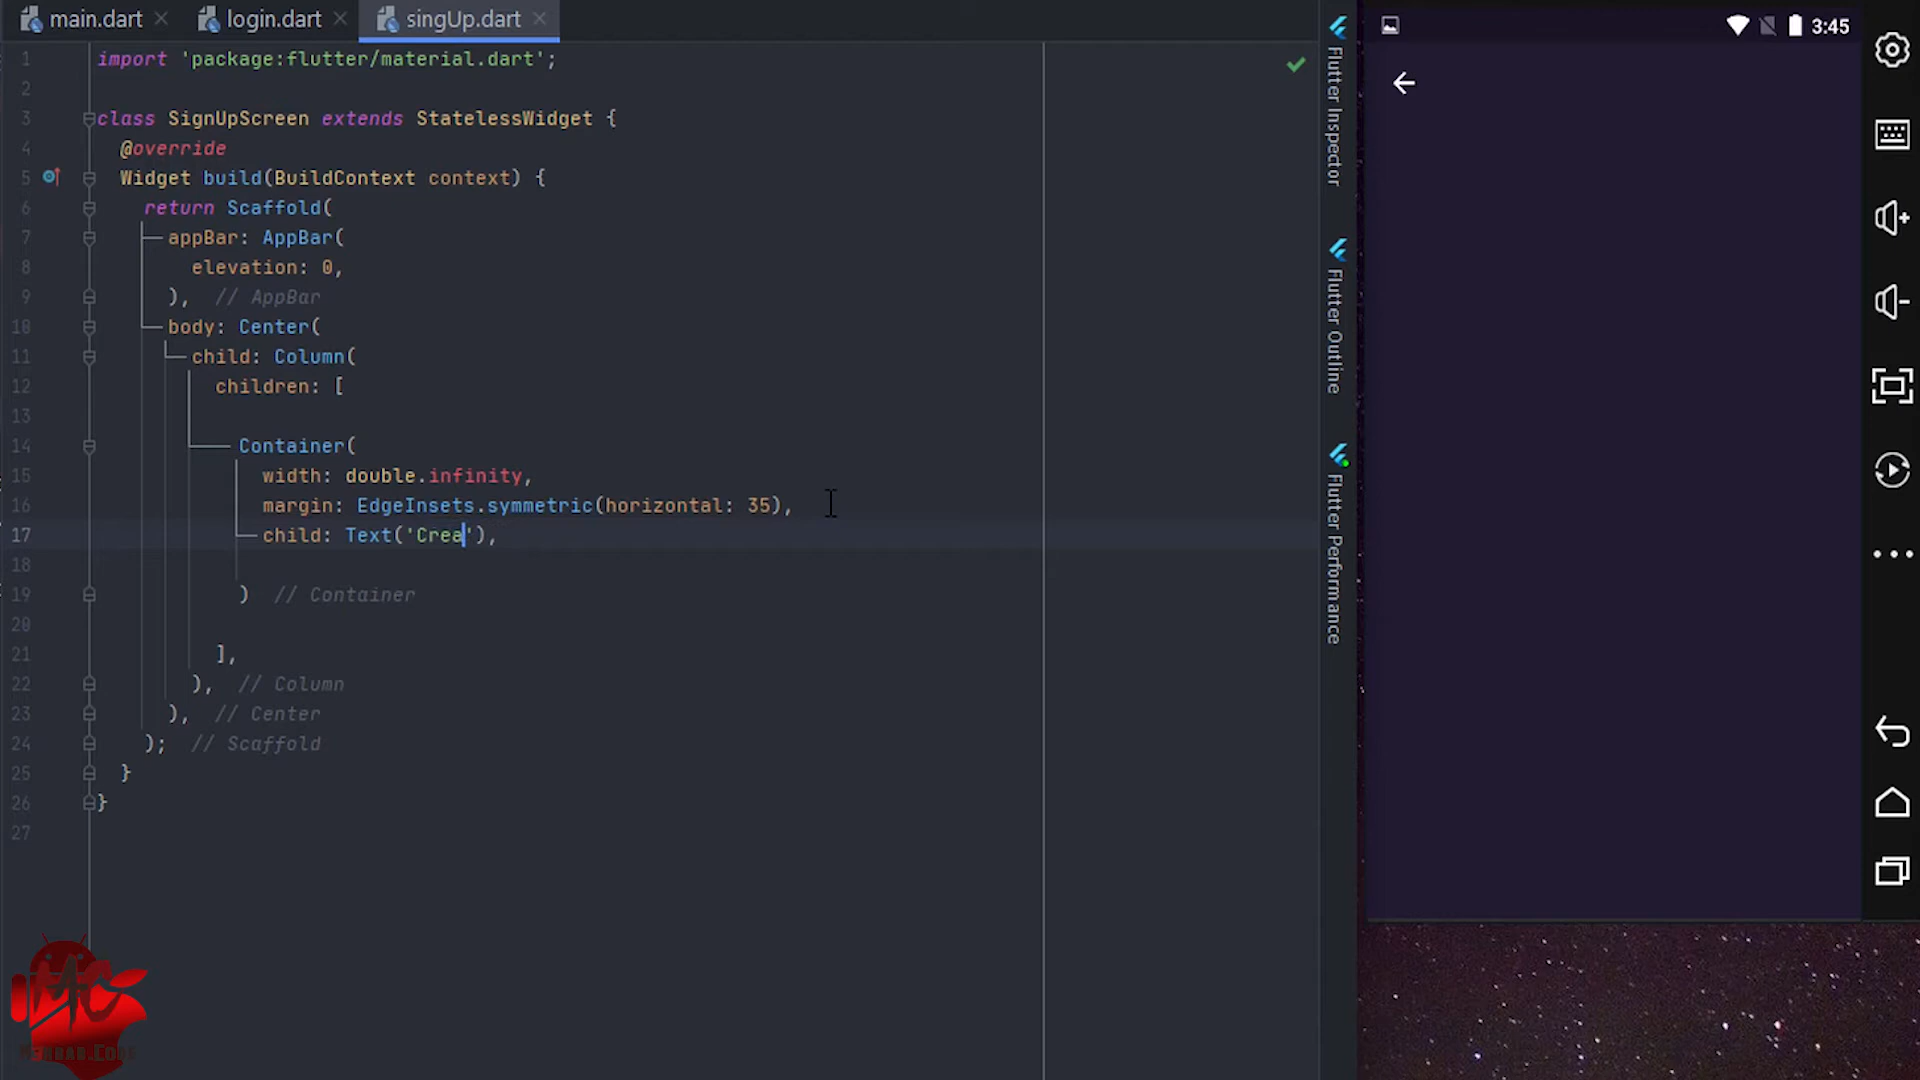 main.dart
login.dart
singUp.dart
3:45
1 import 'package:flutter/material.dart';
2
3 class SignUpScreen extends StatelessWidget {
4 @override
5 Widget build(BuildContext context) {
6 return Scaffold(
7 appBar: AppBar(
8 elevation: 0,
9 ), // AppBar
10 body: Center(
11 child: Column(
12 children: [
13
14 Container(
15 width: double.infinity,
16 margin: EdgeInsets.symmetric(horizontal: 35),
17 child: Text('Crea'),
18
19 ) // Container
20
21 ],
22 ), // Column
23 ), // Center
24 ); // Scaffold
25 }
26 }
27
Flutter Inspector
Flutter Outline
Flutter Performance